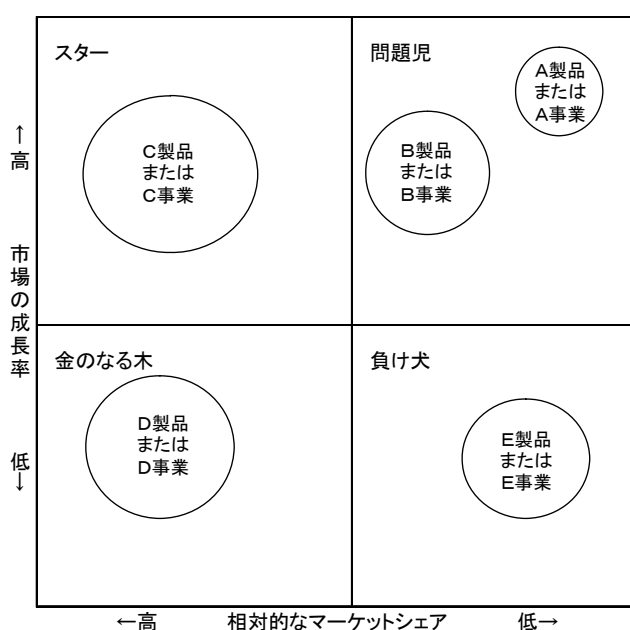 スター
問題児
A製品
または
A事業
C製品
または
C事業
B製品
または
B事業
↑
高
市場の成長率
低
↓
金のなる木
負け犬
D製品
または
D事業
E製品
または
E事業
←高 相対的なマーケットシェア 低→